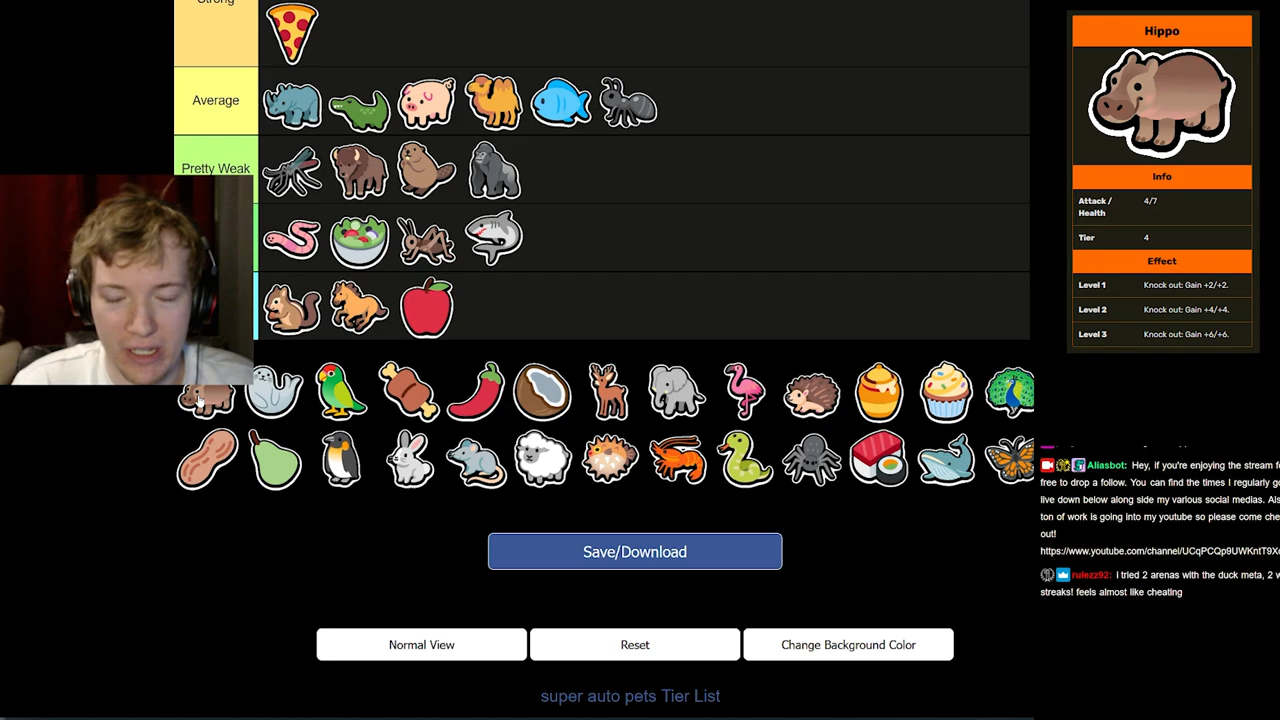 Strong
Average
Pretty Weak
Hippo
Info
Attack / Health 4/7
Tier 4
Effect
Level 1 Knock out: Gain +2/+2.
Level 2 Knock out: Gain +4/+4.
Level 3 Knock out: Gain +6/+6.
Aliasbot: Hey, if you're enjoying the stream f
free to drop a follow. You can find the times I regularly g
live down below along side my various social medias. Als
ton of work is going into my youtube so please come che
out!
https://www.youtube.com/channel/UCqPCQp9UWKntT9X
rulezz92: I tried 2 arenas with the duck meta, 2 w
streaks! feels almost like cheating
Save/Download
Normal View
Reset
Change Background Color
super auto pets Tier List